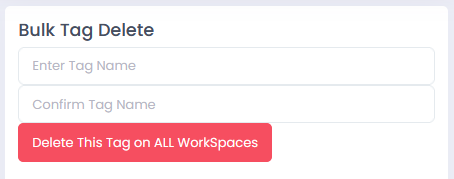 Bulk Tag Delete
Enter Tag Name
Confirm Tag Name
Delete This Tag on ALL WorkSpaces